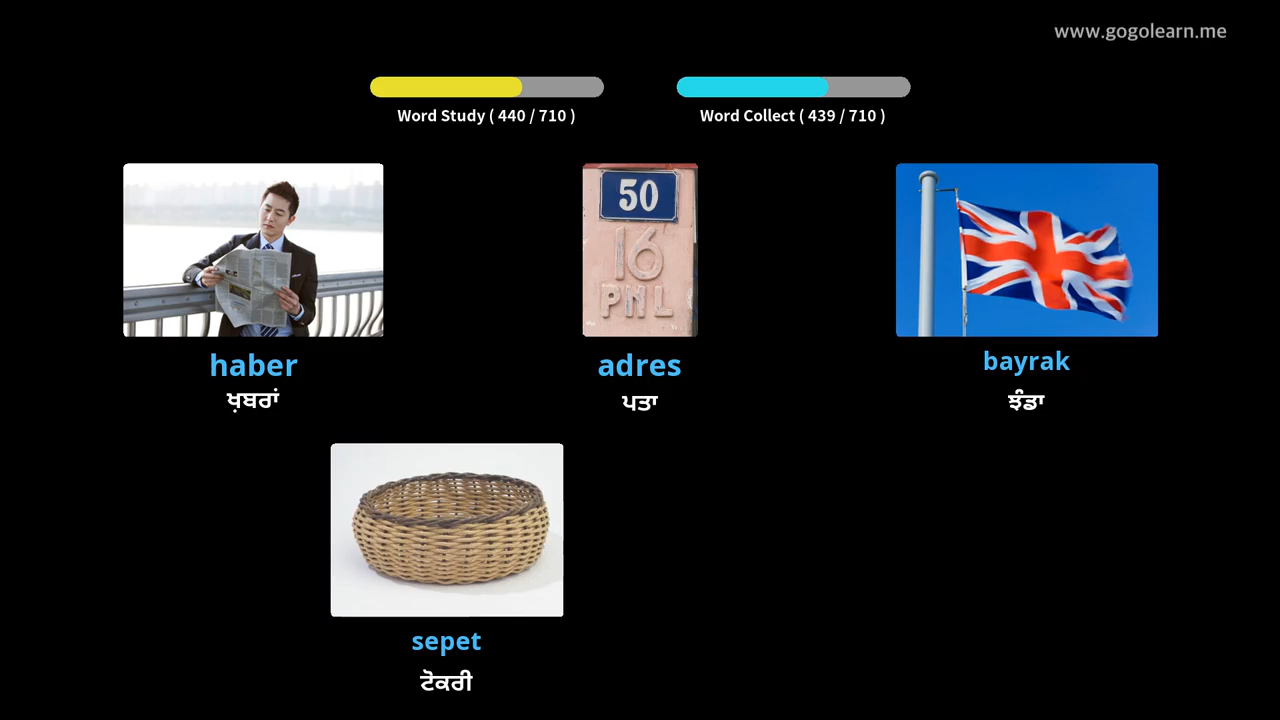 www.gogolearn.me
Word Study ( 440 / 710 )
Word Collect ( 439 / 710 )
50
16
PNL
haber
adres
bayrak
ਖ਼ਬਰਾਂ
ਪਤਾ
ਝੰਡਾ
sepet
ਟੋਕਰੀ